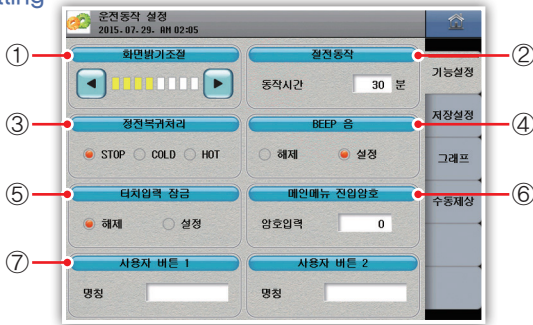 tting
운전동작 설정
2015.07.29. AM 02:05
① 화면밝기조절
절전동작 ②
동작시간 30 분
기능설정
저장설정
그래프
수동제상
③ 정전복귀처리
STOP COLD HOT
BEEP 음 ④
해제 설정
⑤ 터치입력 잠금
해제 설정
메인메뉴 진입암호 ⑥
암호입력 0
⑦ 사용자 버튼 1
명칭
사용자 버튼 2
명칭